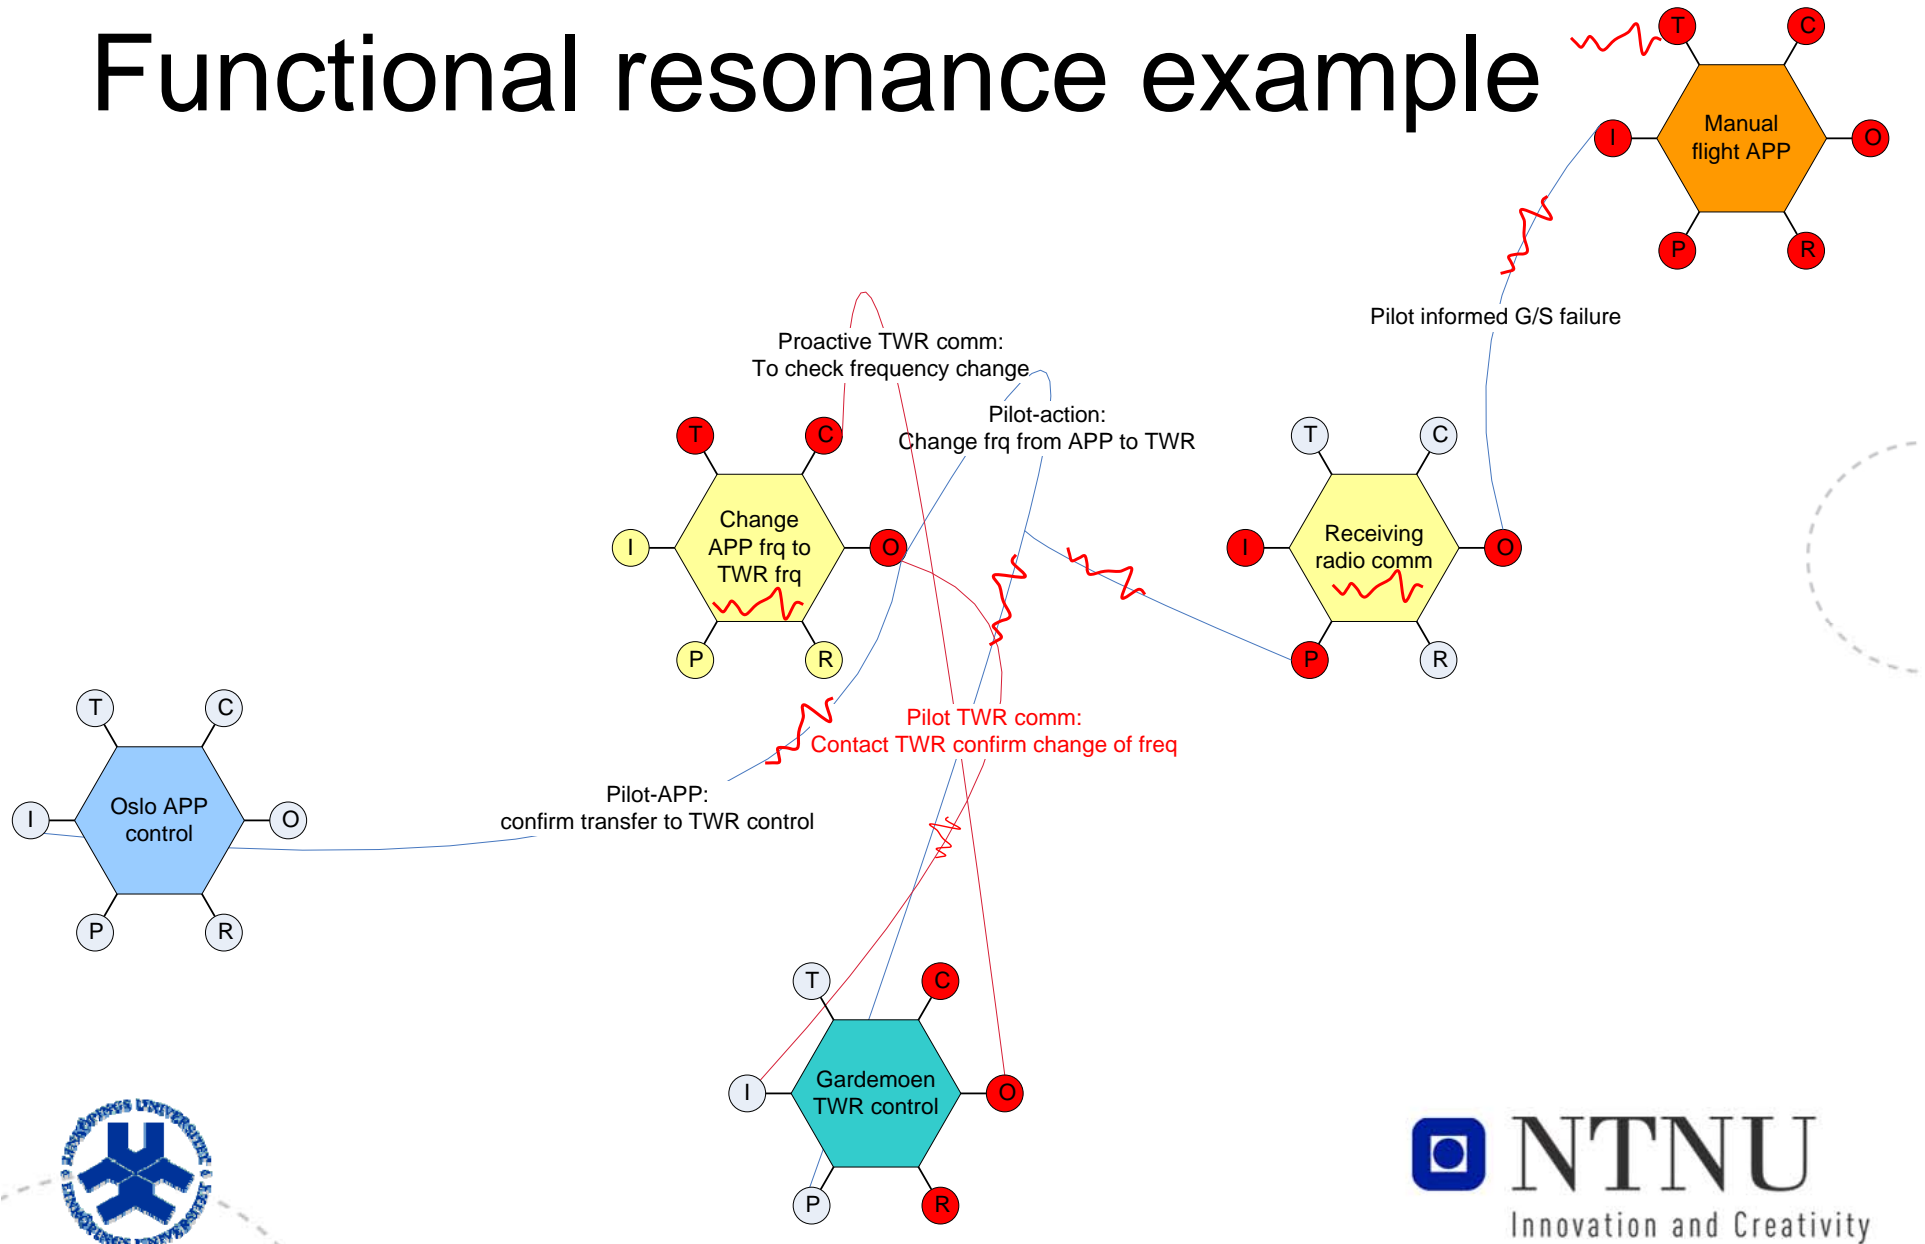 Functional resonance example
T
C
Manual
flight APP
I
O
P
R
Pilot informed G/S failure
Proactive TWR comm:
To check frequency change
Pilot-action:
Change frq from APP to TWR
T
C
Change
APP frq to
TWR frq
I
O
P
R
T
C
Receiving
radio comm
I
O
P
R
Pilot TWR comm:
Contact TWR confirm change of freq
Pilot-APP:
confirm transfer to TWR control
T
C
Oslo APP
control
I
O
P
R
T
C
Gardemoen
TWR control
I
O
P
R
NTNU
Innovation and Creativity